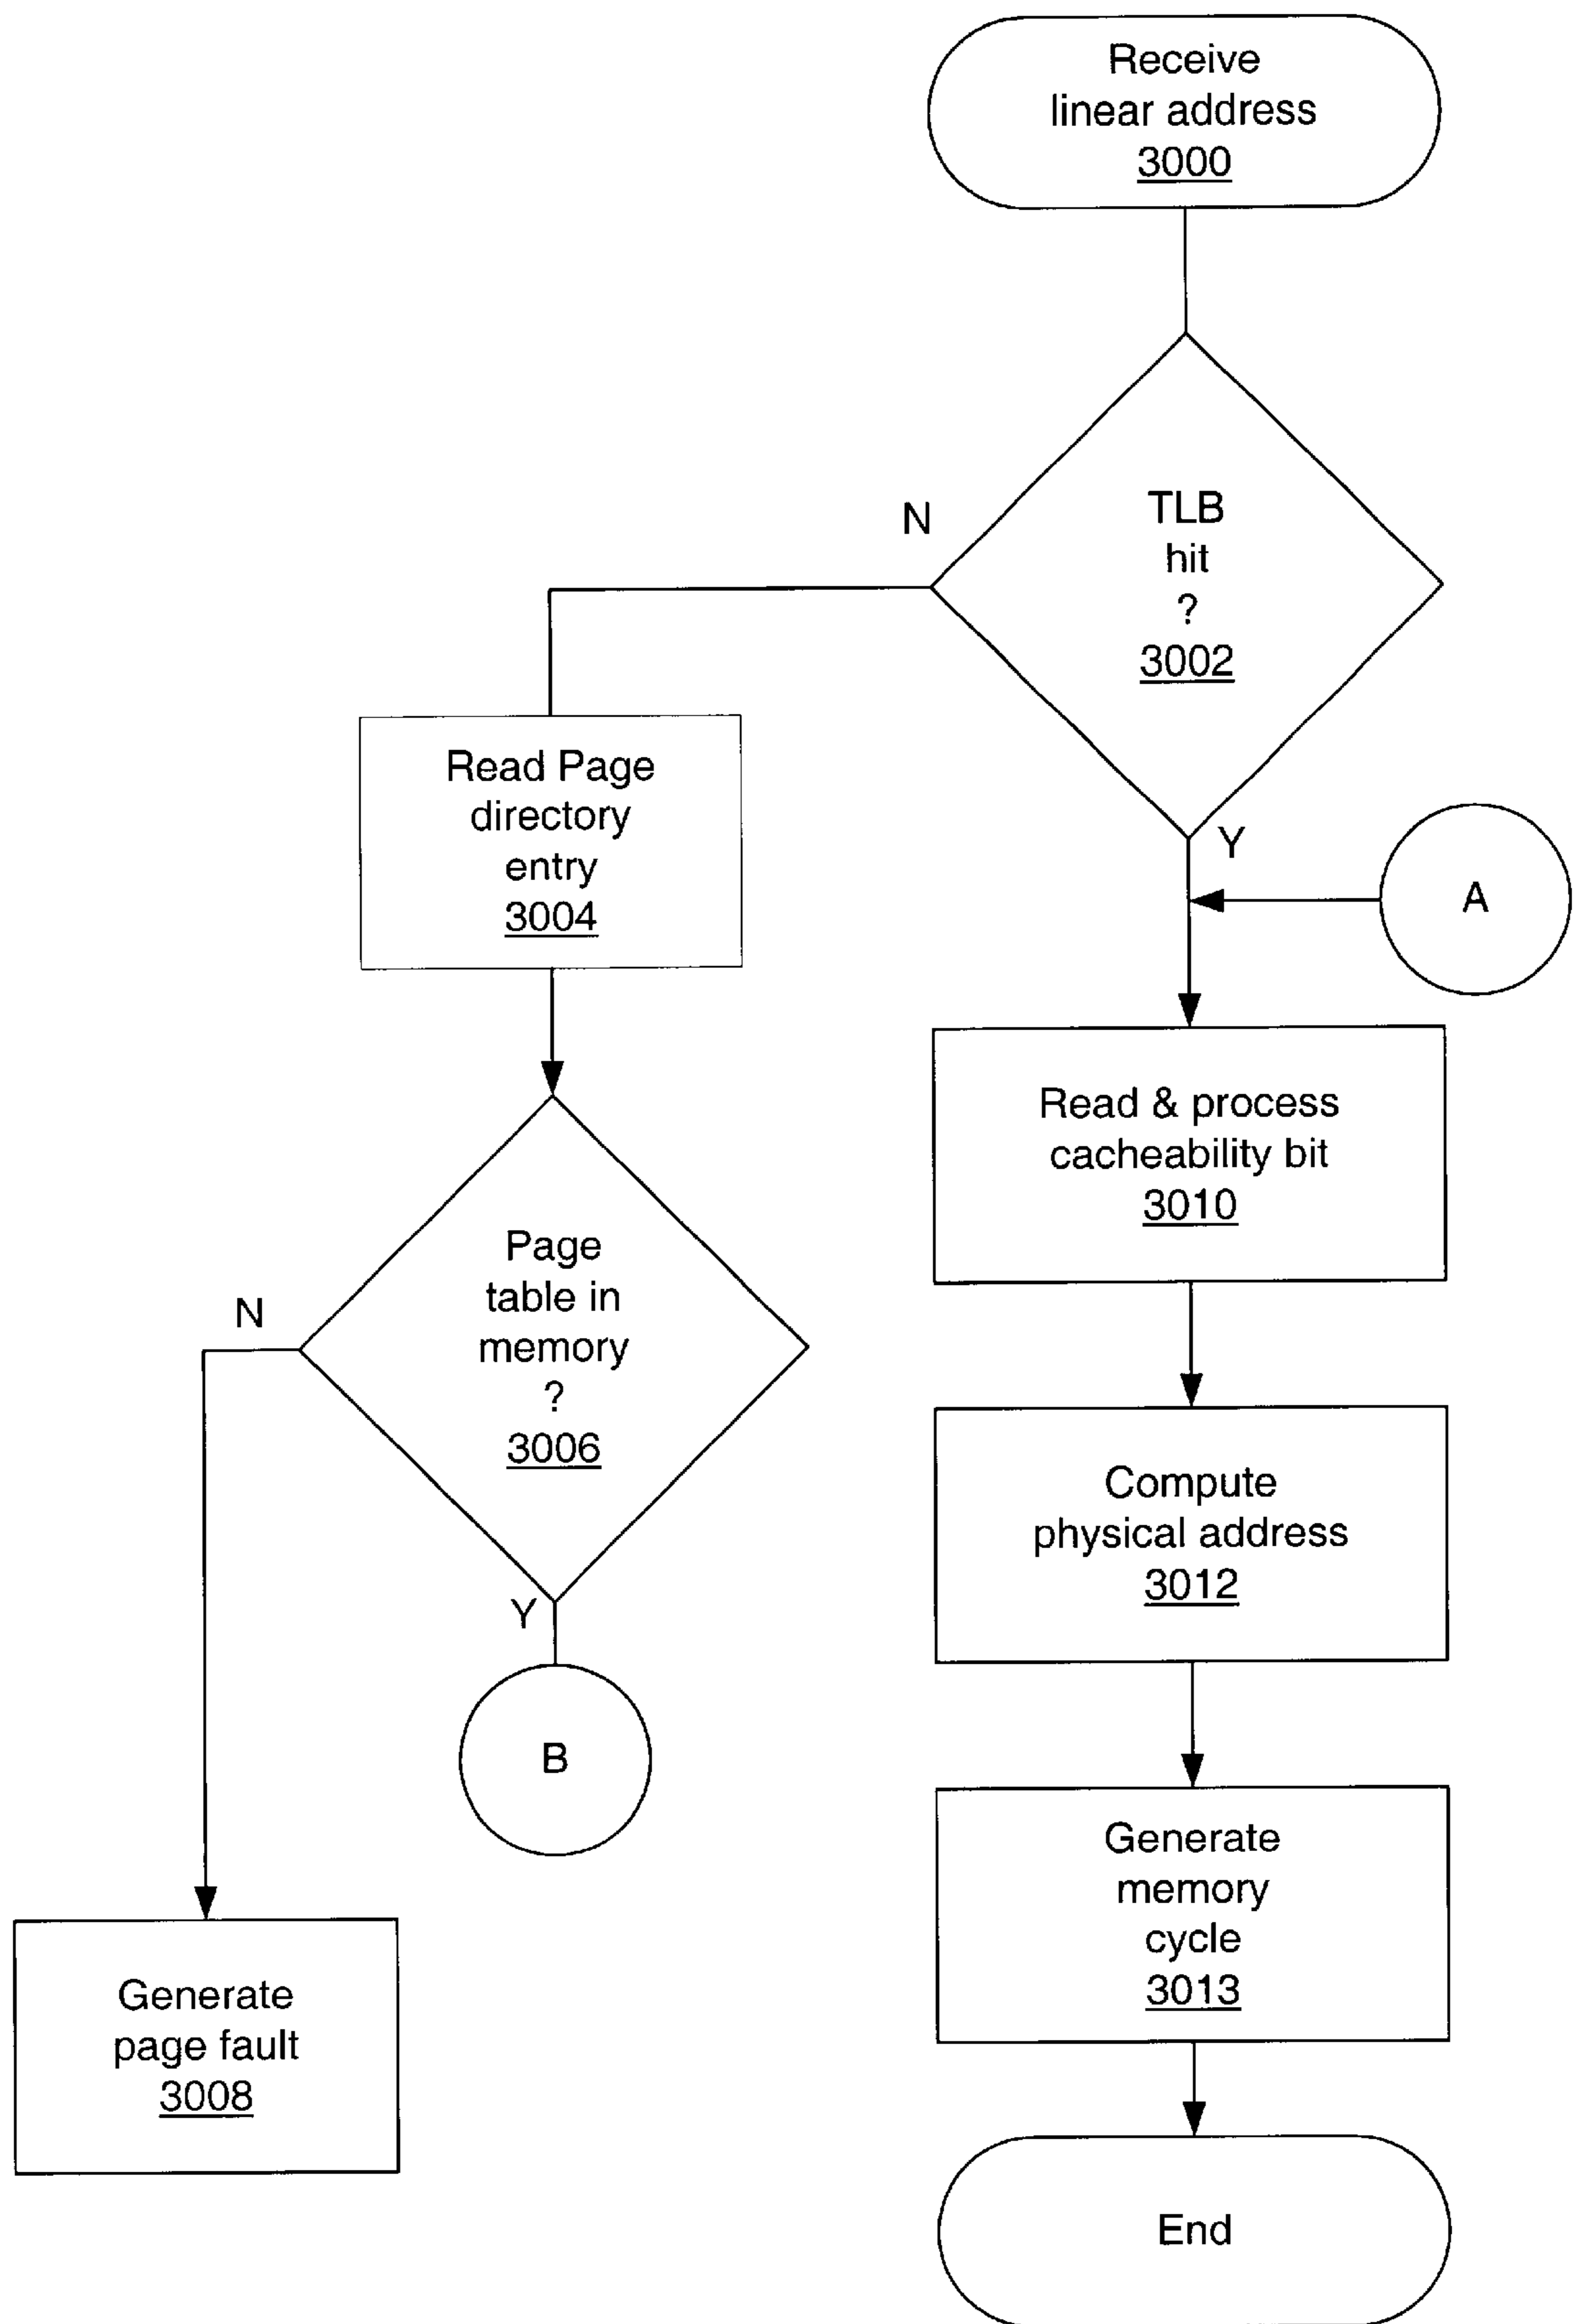 Receive
linear address
3000
TLB
hit
?
3002
N
Y
A
Read Page
directory
entry
3004
Page
table in
memory
?
3006
N
Y
B
Generate
page fault
3008
Read & process
cacheability bit
3010
Compute
physical address
3012
Generate
memory
cycle
3013
End